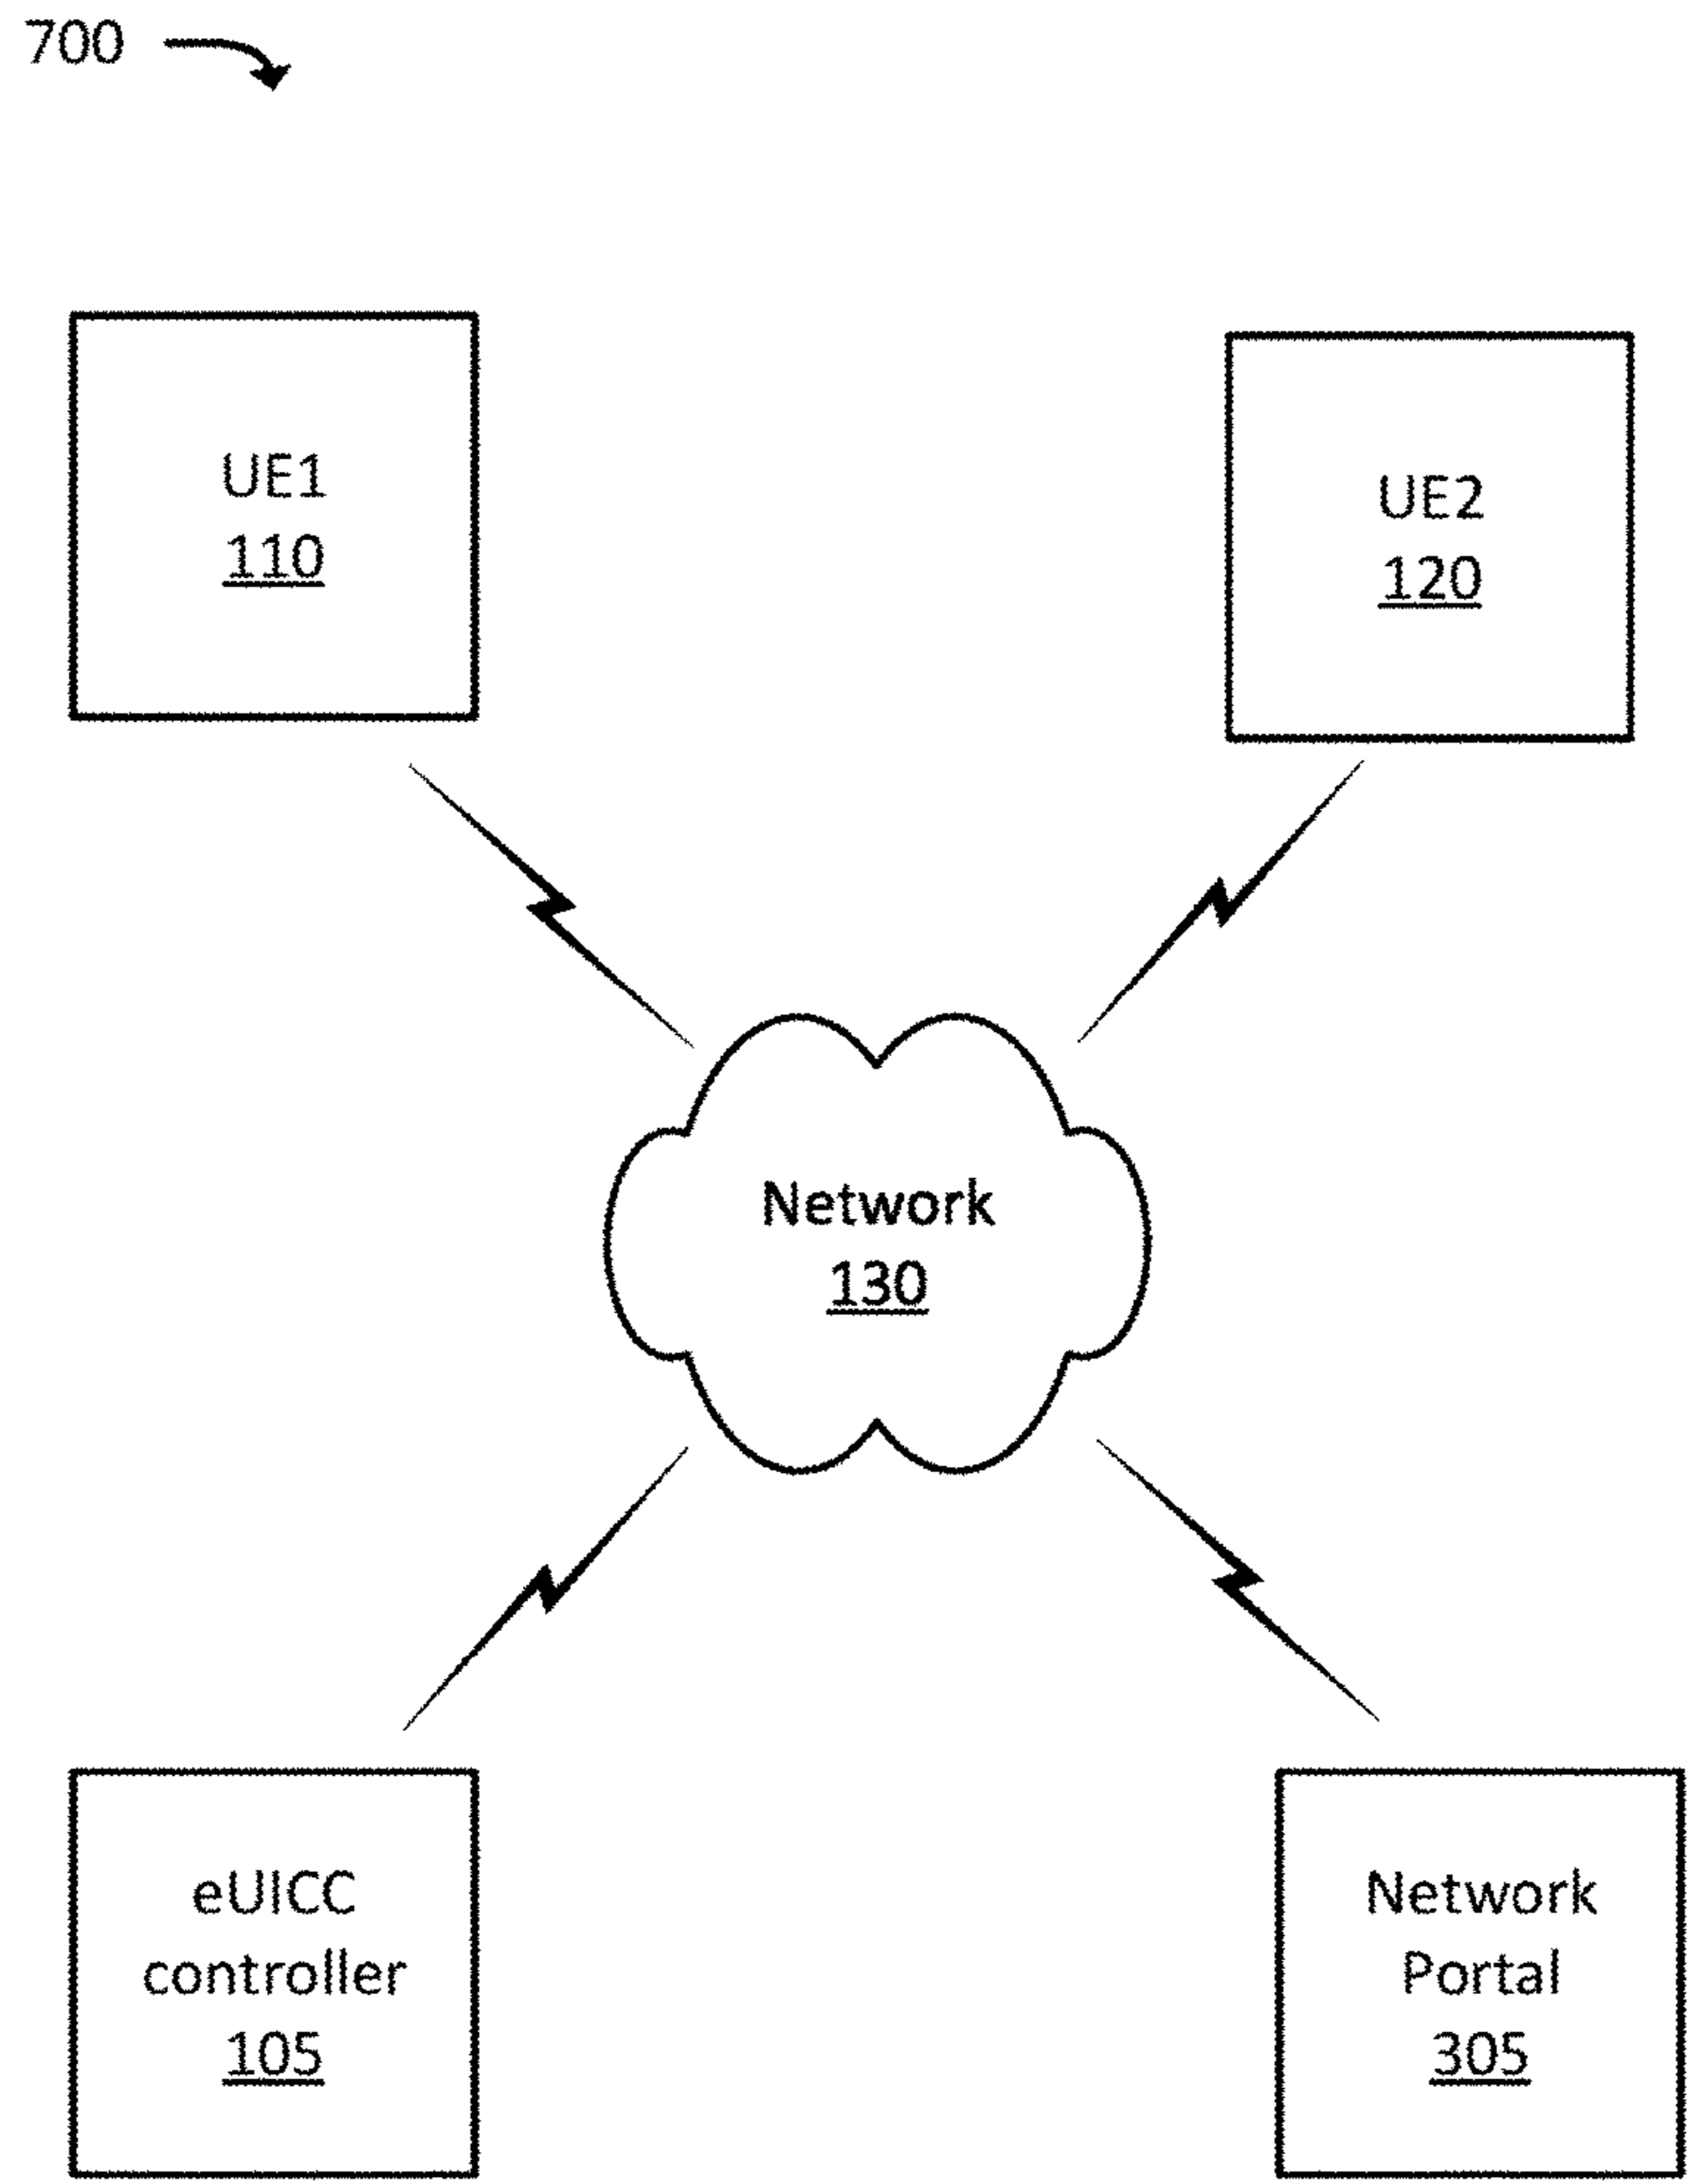 700
UE1
110
UE2
120
Network
130
eUICC
controller
105
Network
Portal
305